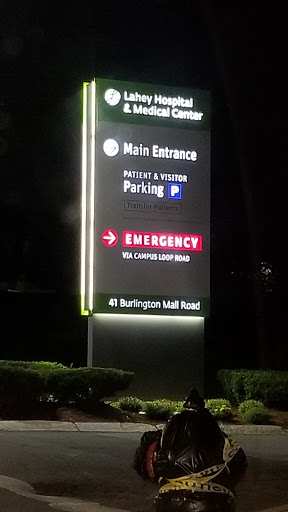 Lahey Hospital
& Medical Center
Main Entrance
PATIENT & VISITOR
Parking P
Transfer Patients
EMERGENCY
VIA CAMPUS LOOP ROAD
41 Burlington Mall Road